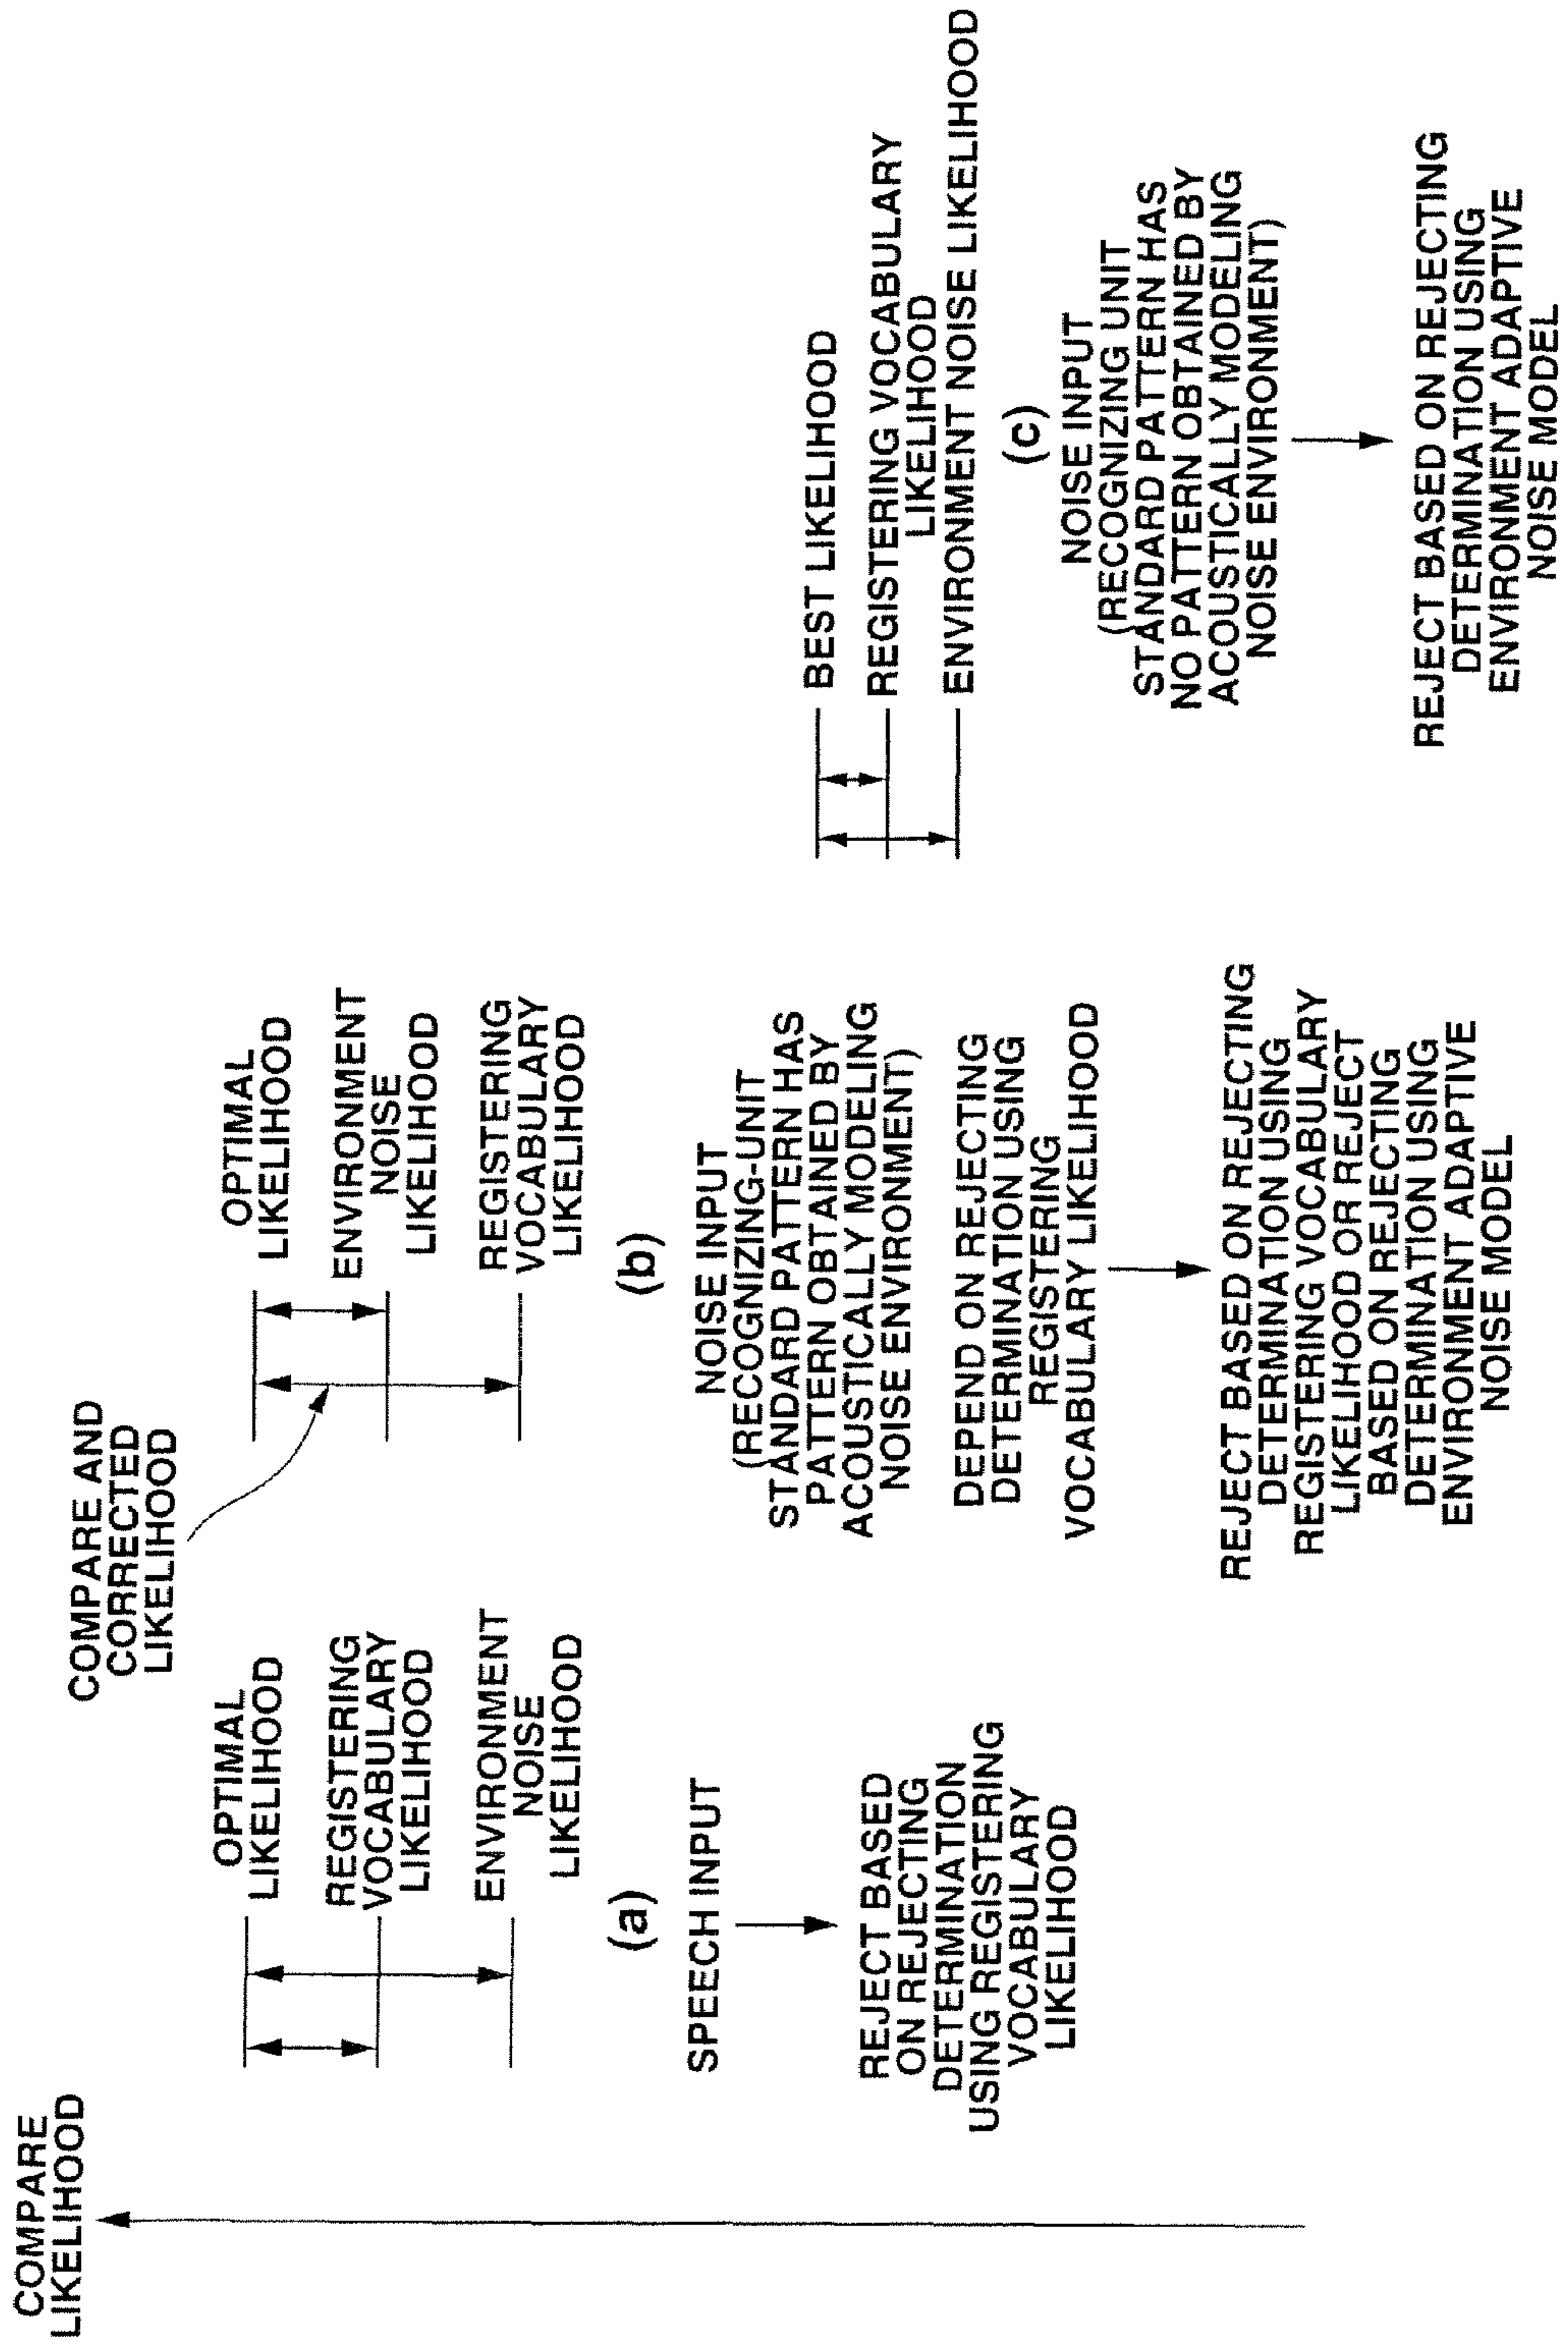 COMPARE
LIKELIHOOD
OPTIMAL
LIKELIHOOD
REGISTERING
VOCABULARY
LIKELIHOOD
ENVIRONMENT
NOISE
LIKELIHOOD
(a)
SPEECH INPUT
REJECT BASED
ON REJECTING
DETERMINATION
USING REGISTERING
VOCABULARY
LIKELIHOOD
COMPARE AND
CORRECTED
LIKELIHOOD
OPTIMAL
LIKELIHOOD
ENVIRONMENT
NOISE
LIKELIHOOD
REGISTERING
VOCABULARY
LIKELIHOOD
(b)
NOISE INPUT
(RECOGNIZING-UNIT
STANDARD PATTERN HAS
PATTERN OBTAINED BY
ACOUSTICALLY MODELING
NOISE ENVIRONMENT)
DEPEND ON REJECTING
DETERMINATION USING
REGISTERING
VOCABULARY LIKELIHOOD
REJECT BASED ON REJECTING
DETERMINATION USING
REGISTERING VOCABULARY
LIKELIHOOD OR REJECT
BASED ON REJECTING
DETERMINATION USING
ENVIRONMENT ADAPTIVE
NOISE MODEL
BEST LIKELIHOOD
REGISTERING VOCABULARY
LIKELIHOOD
ENVIRONMENT NOISE LIKELIHOOD
(c)
NOISE INPUT
(RECOGNIZING UNIT
STANDARD PATTERN HAS
NO PATTERN OBTAINED BY
ACOUSTICALLY MODELING
NOISE ENVIRONMENT)
REJECT BASED ON REJECTING
DETERMINATION USING
ENVIRONMENT ADAPTIVE
NOISE MODEL